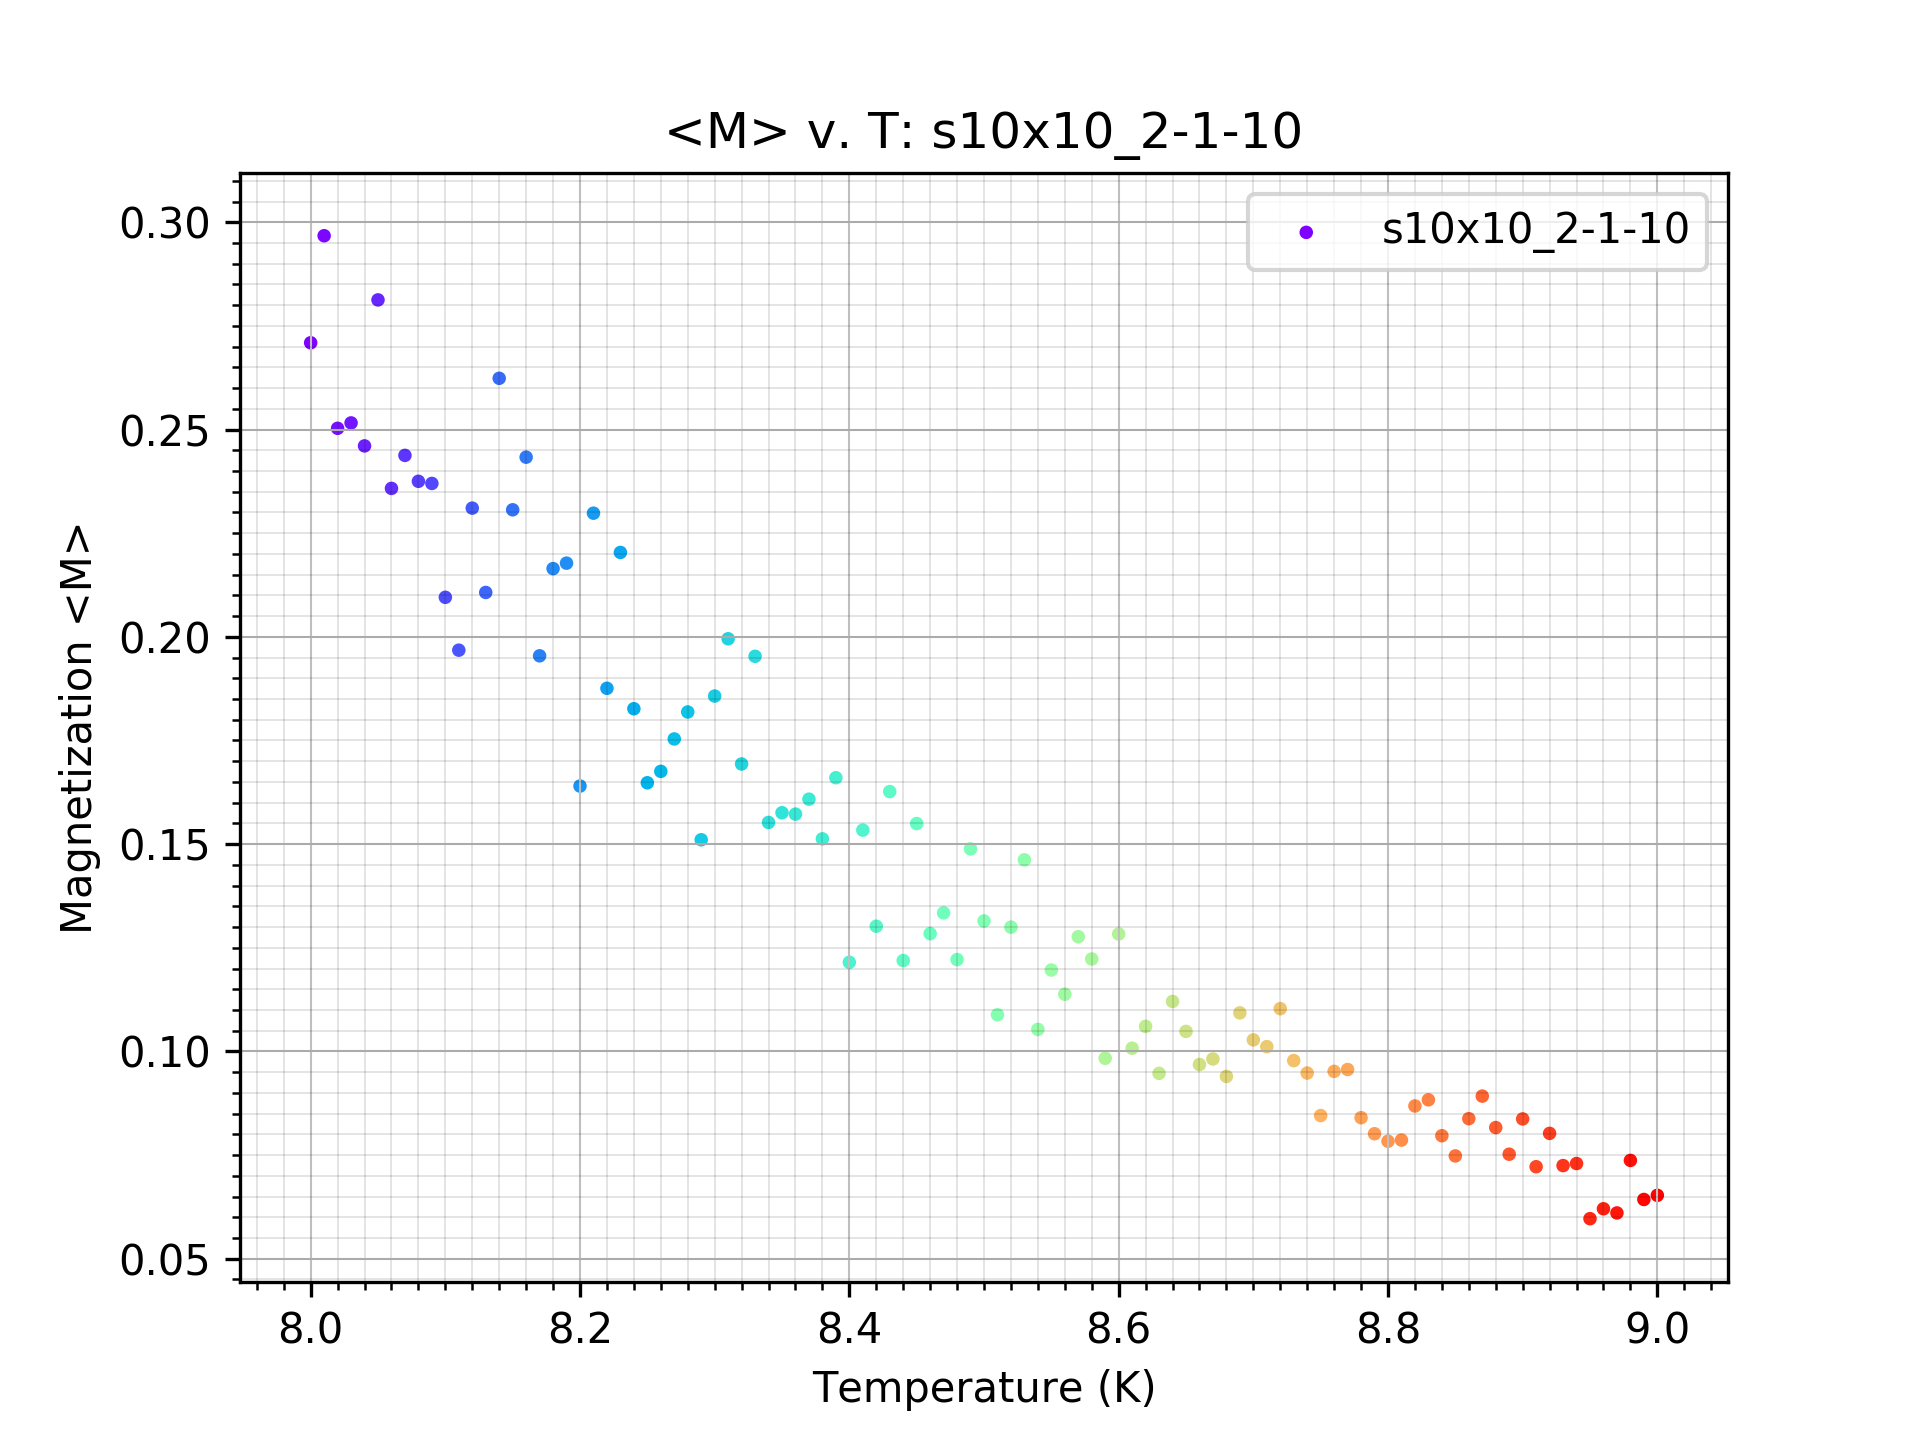 <M> v. T: s10x10_2-1-10
s10x10_2-1-10
0.30
0.25
0.20
0.15
0.10
0.05
Magnetization <M>
8.0 8.2 8.4 8.6 8.8 9.0
Temperature (K)